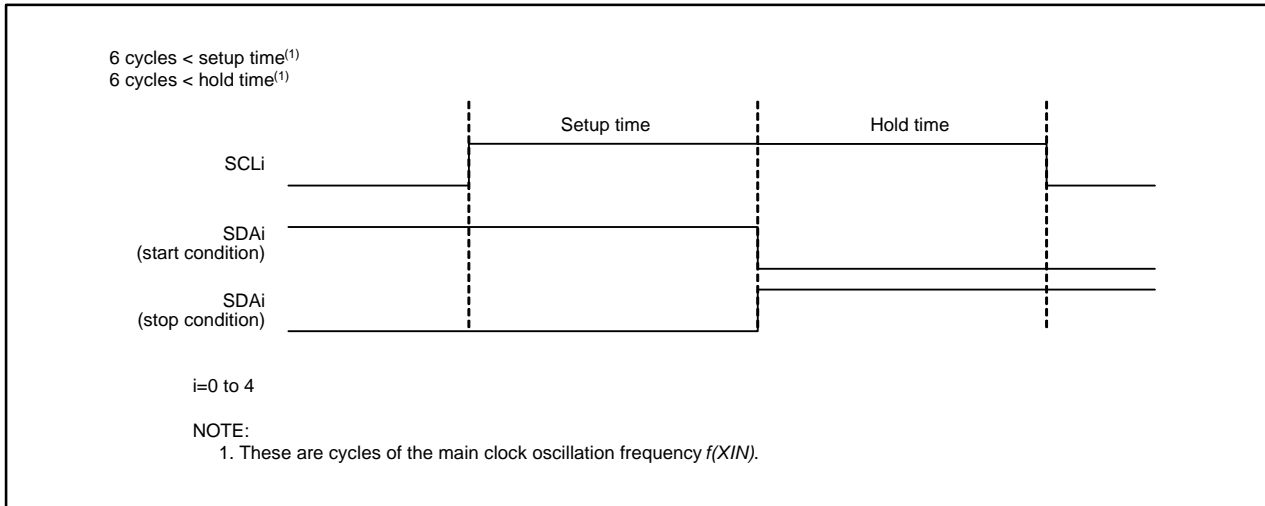 6 cycles < setup time(1)
6 cycles < hold time(1)
Setup time
Hold time
SCLi
SDAi
(start condition)
SDAi
(stop condition)
i=0 to 4
NOTE:
1. These are cycles of the main clock oscillation frequency f(XIN).